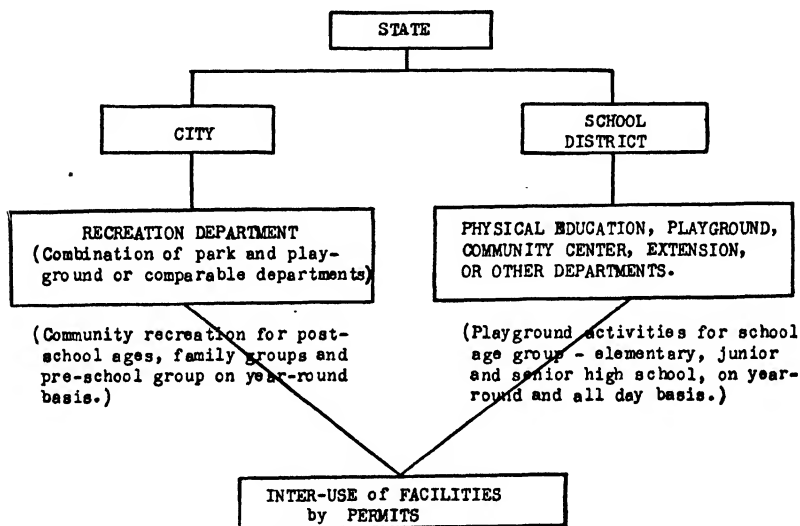 STATE
CITY
SCHOOL
DISTRICT
RECREATION DEPARTMENT
(Combination of park and play-
ground or comparable departments)
PHYSICAL EDUCATION, PLAYGROUND,
COMMUNITY CENTER, EXTENSION,
OR OTHER DEPARTMENTS.
(Community recreation for post-
school ages, family groups and
pre-school group on year-round
basis.)
(Playground activities for school
age group - elementary, junior
and senior high school, on year-
round and all day basis.)
INTER-USE of FACILITIES
by PERMITS